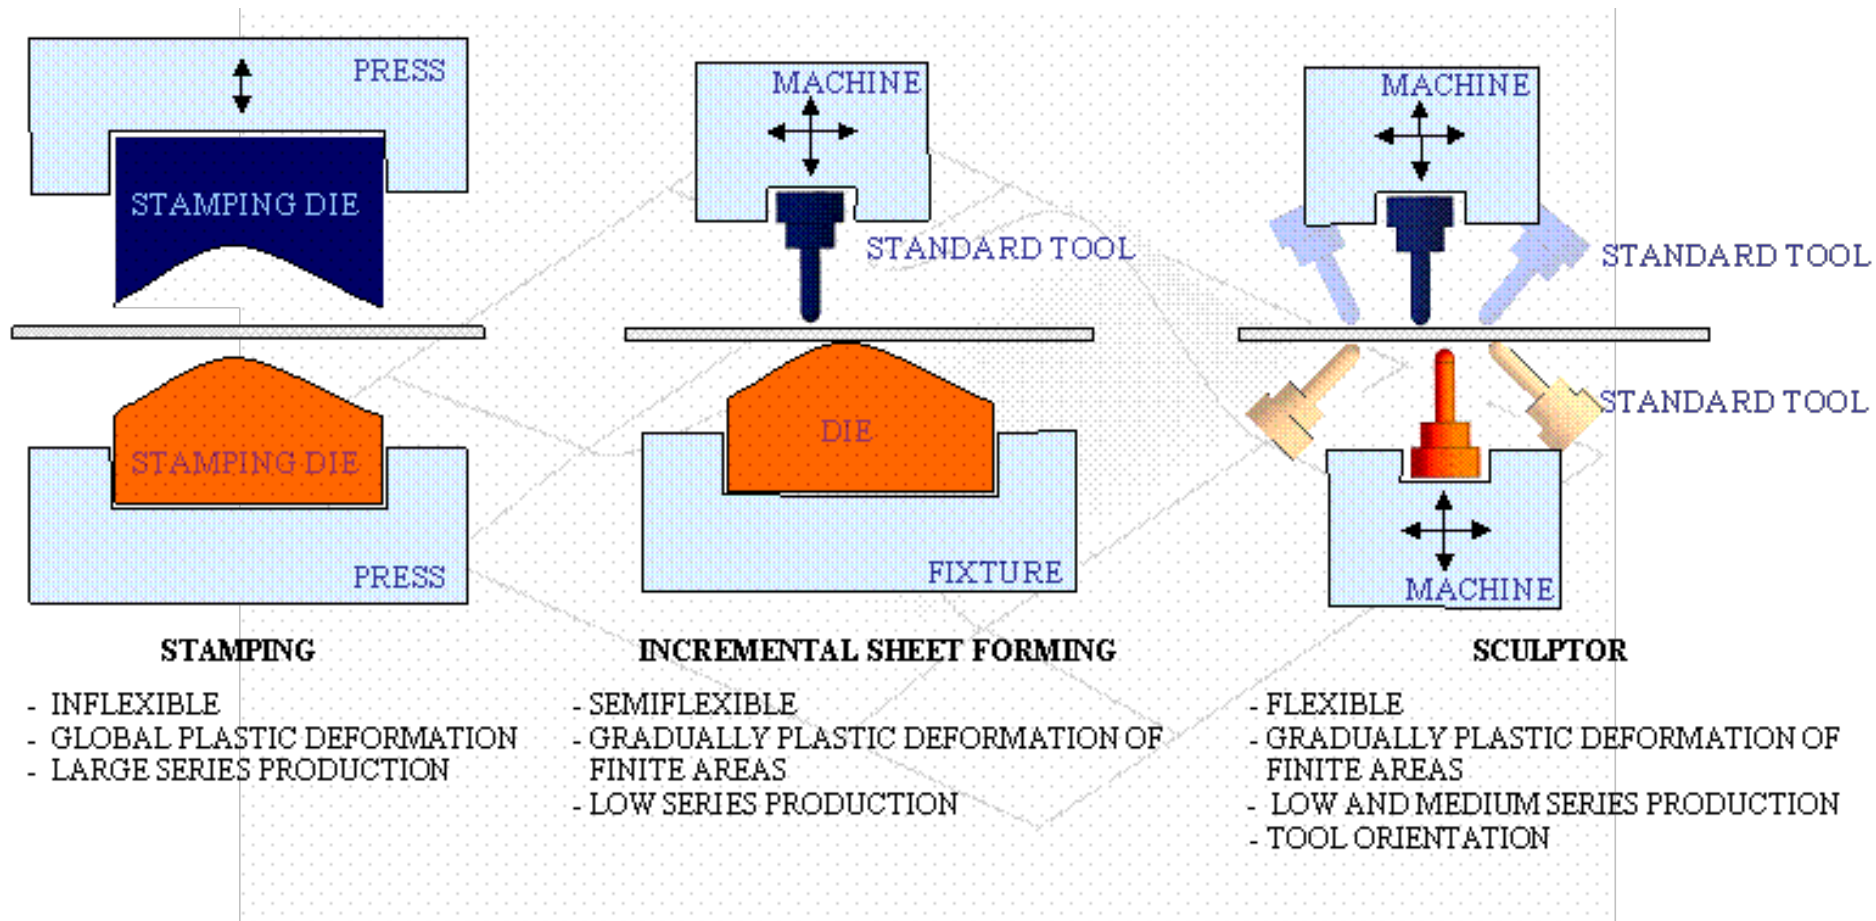 PRESS
STAMPING DIE
STAMPING DIE
PRESS
STAMPING
- INFLEXIBLE
- GLOBAL PLASTIC DEFORMATION
- LARGE SERIES PRODUCTION
MACHINE
STANDARD TOOL
DIE
FIXTURE
INCREMENTAL SHEET FORMING
- SEMIFLEXIBLE
- GRADUALLY PLASTIC DEFORMATION OF
FINITE AREAS
- LOW SERIES PRODUCTION
MACHINE
STANDARD TOOL
STANDARD TOOL
MACHINE
SCULPTOR
- FLEXIBLE
- GRADUALLY PLASTIC DEFORMATION OF
FINITE AREAS
- LOW AND MEDIUM SERIES PRODUCTION
- TOOL ORIENTATION